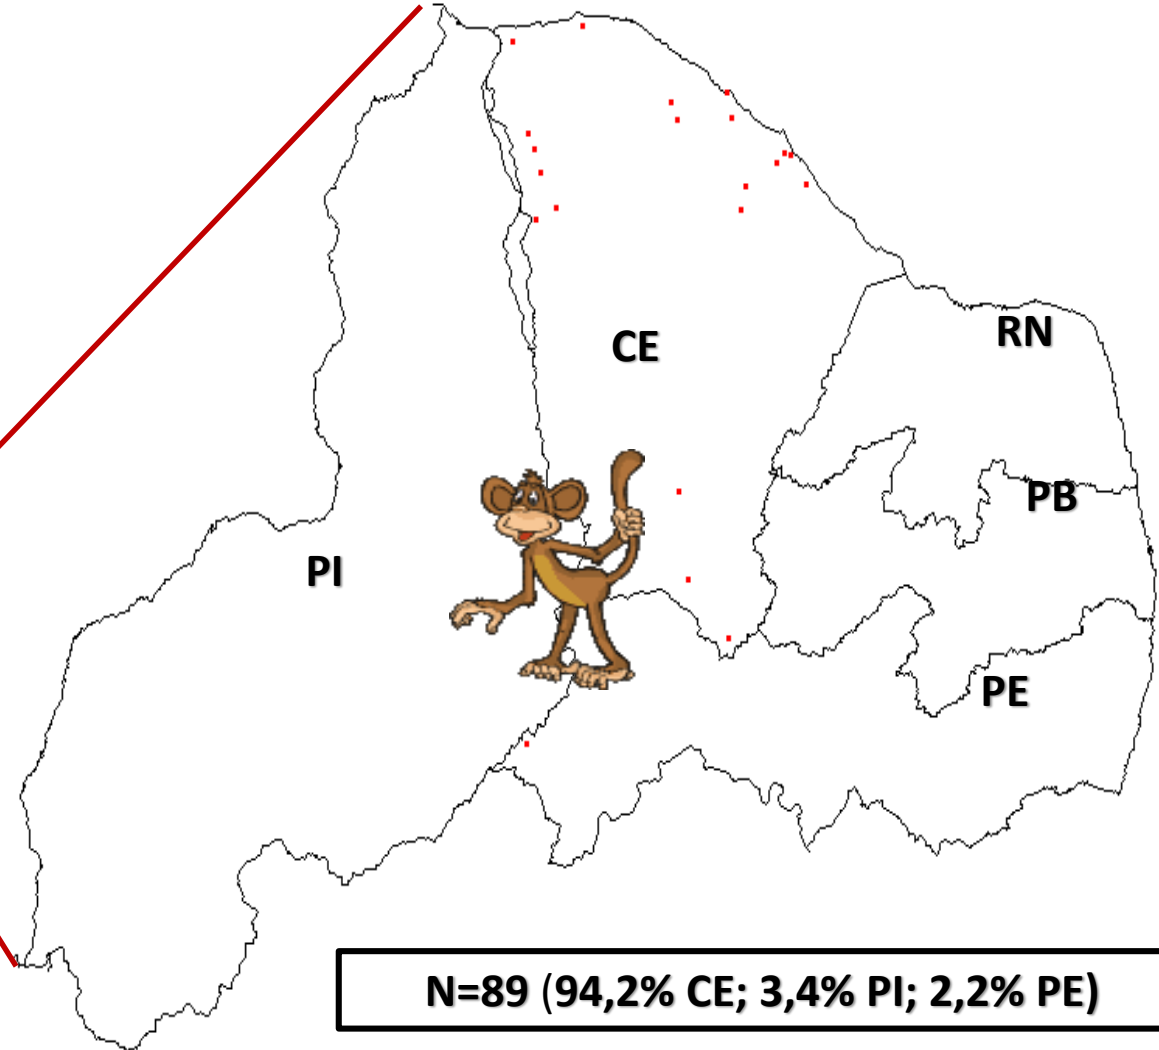 CE
RN
PB
PI
PE
N=89 (94,2% CE; 3,4% PI; 2,2% PE)